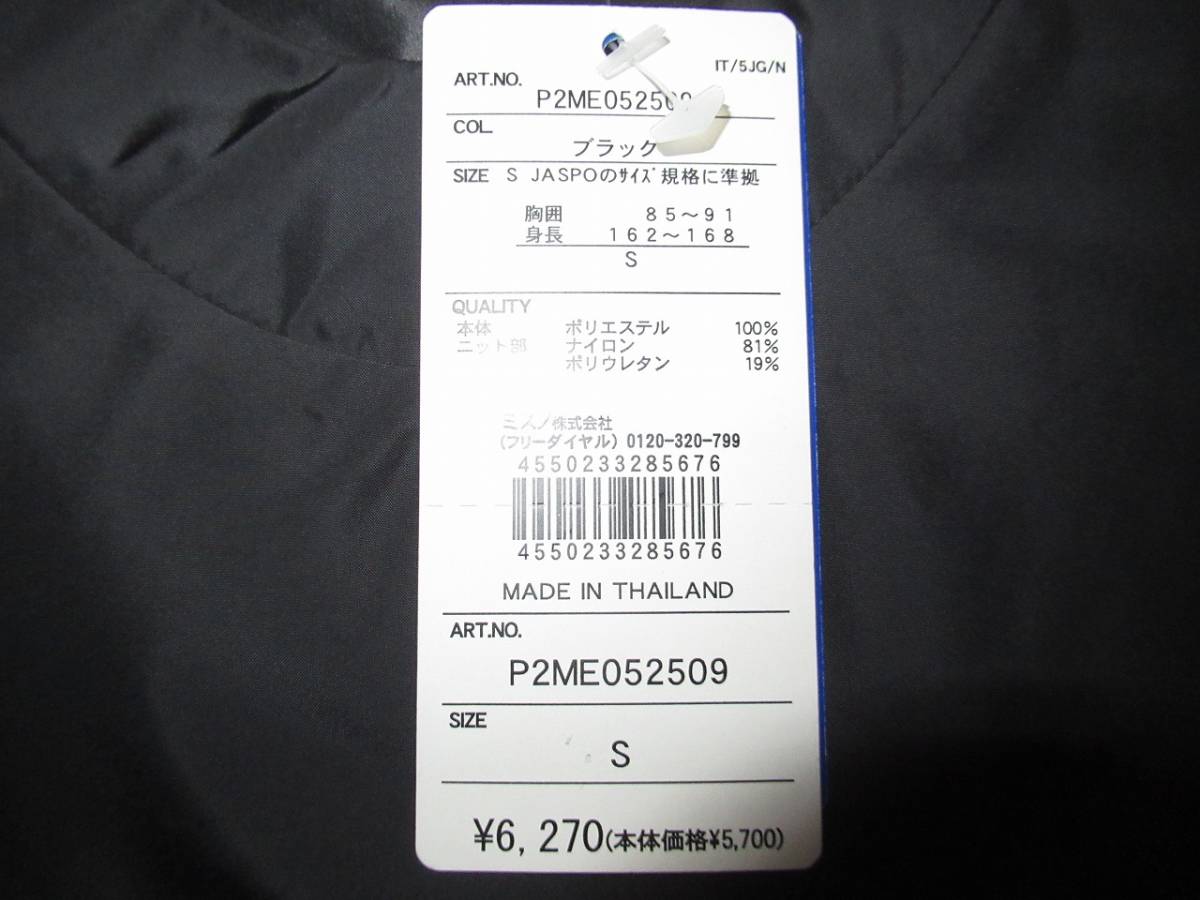 IT/5JG/N
ART.NO.
P2ME052509
COL.
ブラック
SIZE S JASPOのｻｲｽﾞ規格に準拠
胸囲 85～91
身長 162～168
S
QUALITY
本体 ポリエステル 100%
ニット部 ナイロン 81%
ポリウレタン 19%
ミズノ株式会社
(フリーダイヤル) 0120-320-799
4550233285676
4550233285676
MADE IN THAILAND
ART.NO.
P2ME052509
SIZE
S
¥6,270(本体価格¥5,700)